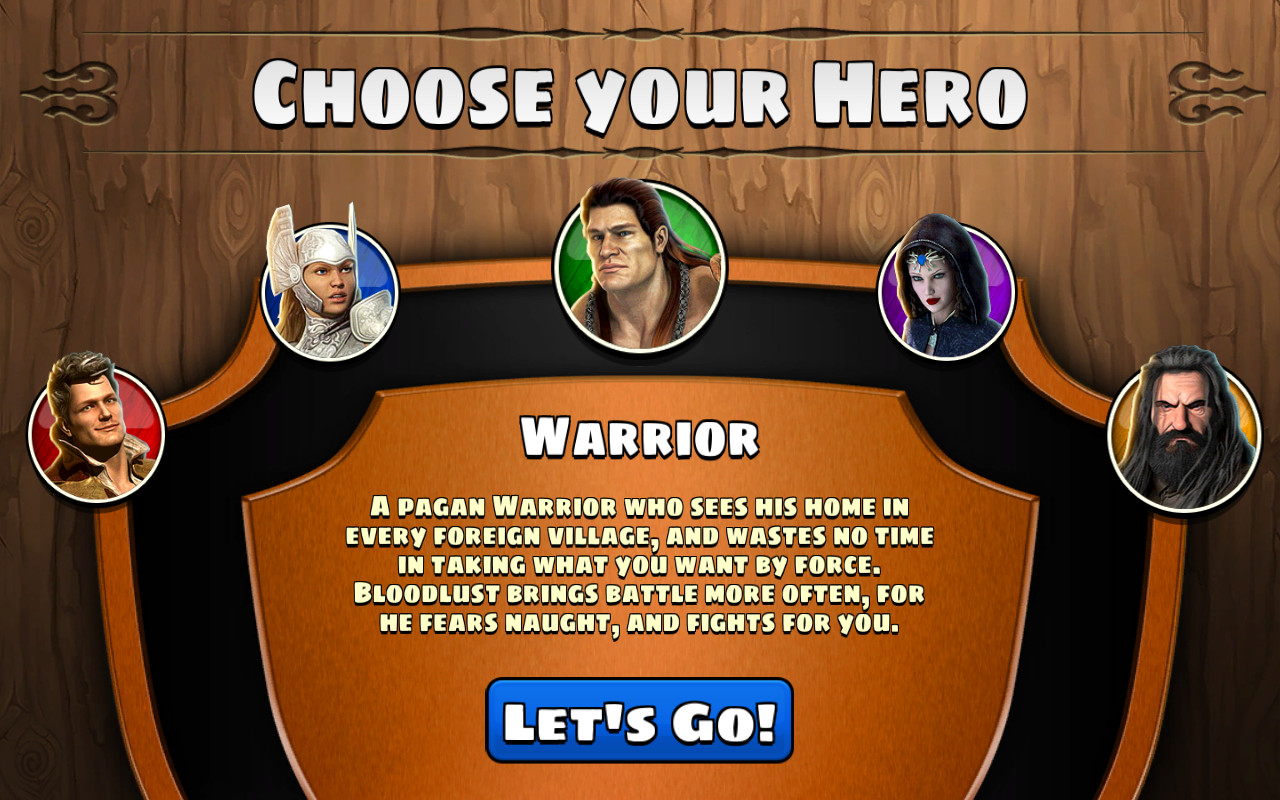 Choose your Hero
Warrior
A pagan Warrior who sees his home in
every foreign village, and wastes no time
in taking what you want by force.
Bloodlust brings battle more often, for
he fears naught, and fights for you.
Let's Go!